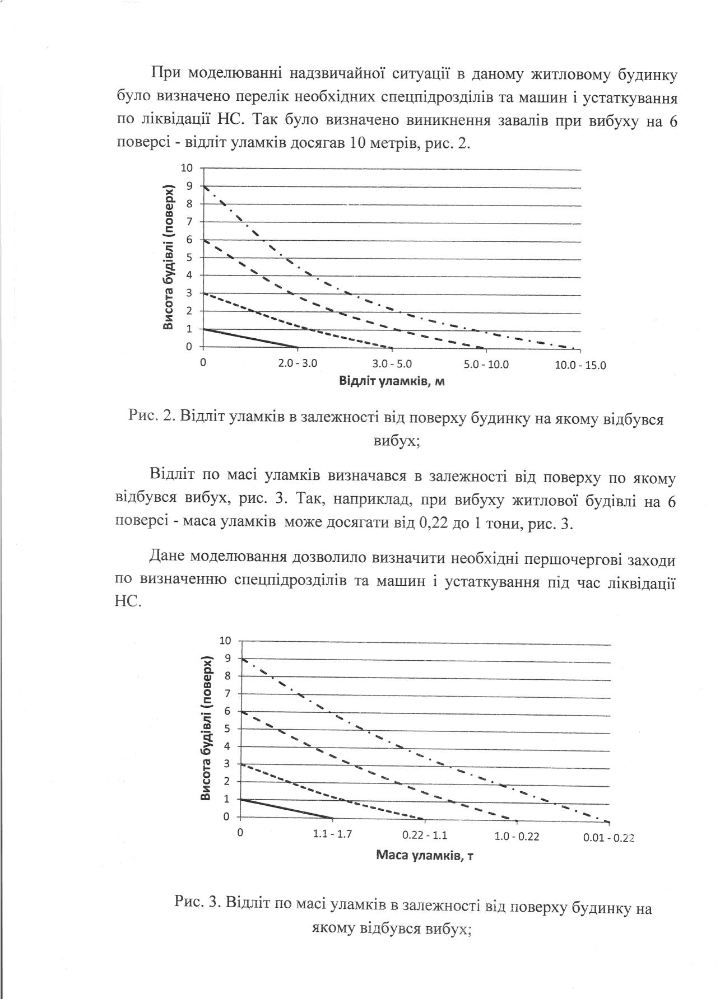 При моделюванні надзвичайної ситуації в даному житловому будинку
було визначено перелік необхідних спецпідрозділів та машин і устаткування
по ліквідації НС. Так було визначено виникнення завалів при вибуху на 6
поверсі - відліт уламків досягав 10 метрів, рис. 2.
Висота будівлі (поверх)
10
9
8
7
6
5
4
3
2
1
0
0 2.0 - 3.0 3.0 - 5.0 5.0 - 10.0 10.0 - 15.0
Відліт уламків, м
Рис. 2. Відліт уламків в залежності від поверху будинку на якому відбувся
вибух;
Відліт по масі уламків визначався в залежності від поверху по якому
відбувся вибух, рис. 3. Так, наприклад, при вибуху житлової будівлі на 6
поверсі - маса уламків може досягати від 0,22 до 1 тони, рис. 3.
Дане моделювання дозволило визначити необхідні першочергові заходи
по визначенню спецпідрозділів та машин і устаткування під час ліквідації
НС.
Висота будівлі (поверх)
10
9
8
7
6
5
4
3
2
1
0
0 1.1 - 1.7 0.22 - 1.1 1.0 - 0.22 0.01 - 0.22
Маса уламків, т
Рис. 3. Відліт по масі уламків в залежності від поверху будинку на
якому відбувся вибух;